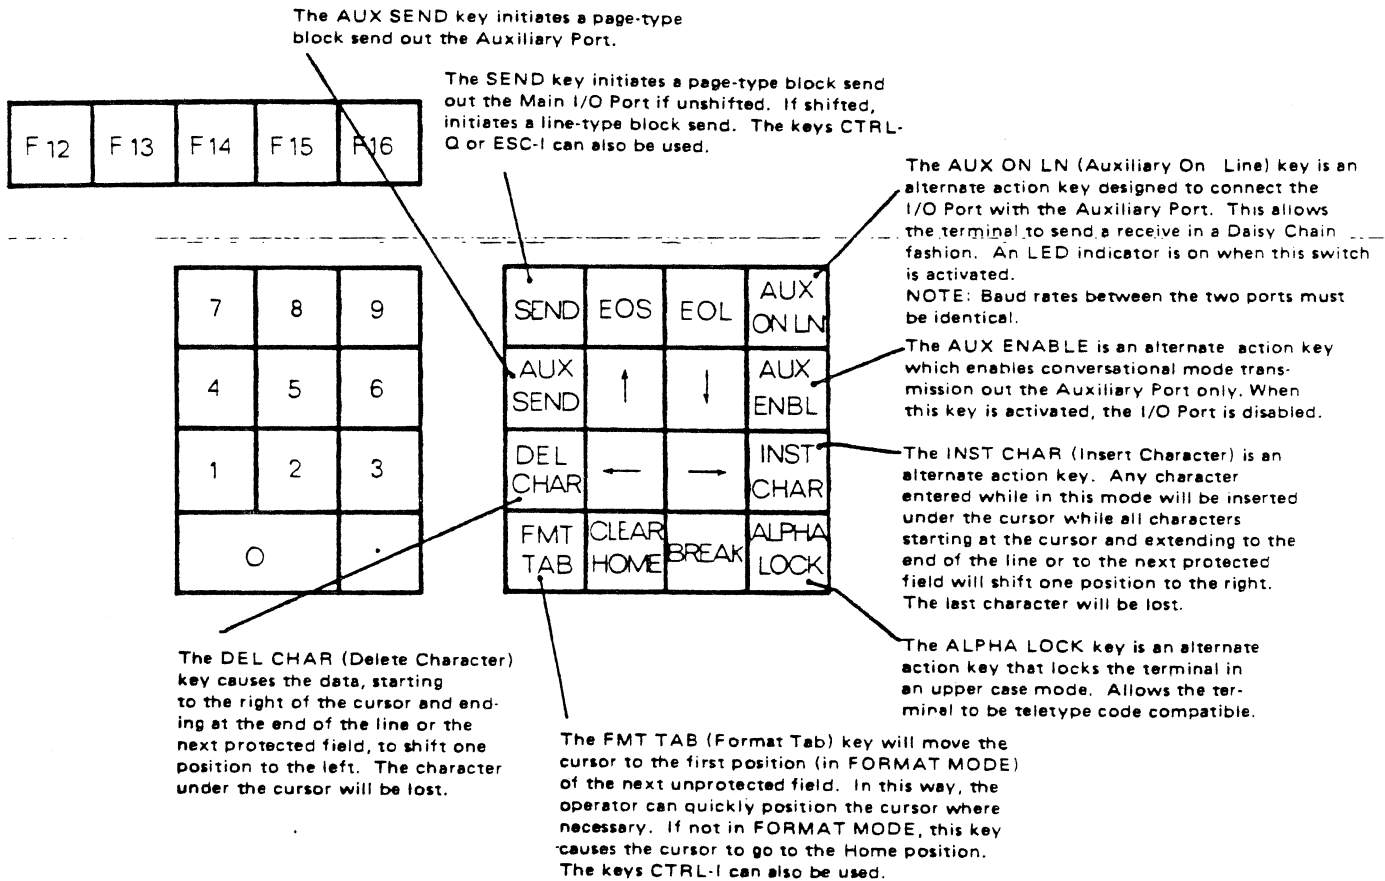 The AUX SEND key initiates a page-type
block send out the Auxiliary Port.
The SEND key initiates a page-type block send
out the Main I/O Port if unshifted. If shifted,
initiates a line-type block send. The keys CTRL-
Q or ESC-I can also be used.
F 12 F 13 F 14 F 15 F 16
The AUX ON LN (Auxiliary On Line) key is an
alternate action key designed to connect the
I/O Port with the Auxiliary Port. This allows
the terminal to send a receive in a Daisy Chain
fashion. An LED indicator is on when this switch
is activated.
NOTE: Baud rates between the two ports must
be identical.
The AUX ENABLE is an alternate action key
which enables conversational mode trans-
mission out the Auxiliary Port only. When
this key is activated, the I/O Port is disabled.
The INST CHAR (Insert Character) is an
alternate action key. Any character
entered while in this mode will be inserted
under the cursor while all characters
starting at the cursor and extending to the
end of the line or to the next protected
field will shift one position to the right.
The last character will be lost.
The ALPHA LOCK key is an alternate
action key that locks the terminal in
an upper case mode. Allows the ter-
minal to be teletype code compatible.
7 8 9
4 5 6
1 2 3
0 .
SEND EOS EOL AUX
ON LN
AUX
SEND ↑ ↓ AUX
ENBL
DEL
CHAR ← → INST
CHAR
FMT
TAB CLEAR
HOME BREAK ALPHA
LOCK
The DEL CHAR (Delete Character)
key causes the data, starting
to the right of the cursor and end-
ing at the end of the line or the
next protected field, to shift one
position to the left. The character
under the cursor will be lost.
The FMT TAB (Format Tab) key will move the
cursor to the first position (in FORMAT MODE)
of the next unprotected field. In this way, the
operator can quickly position the cursor where
necessary. If not in FORMAT MODE, this key
causes the cursor to go to the Home position.
The keys CTRL-I can also be used.